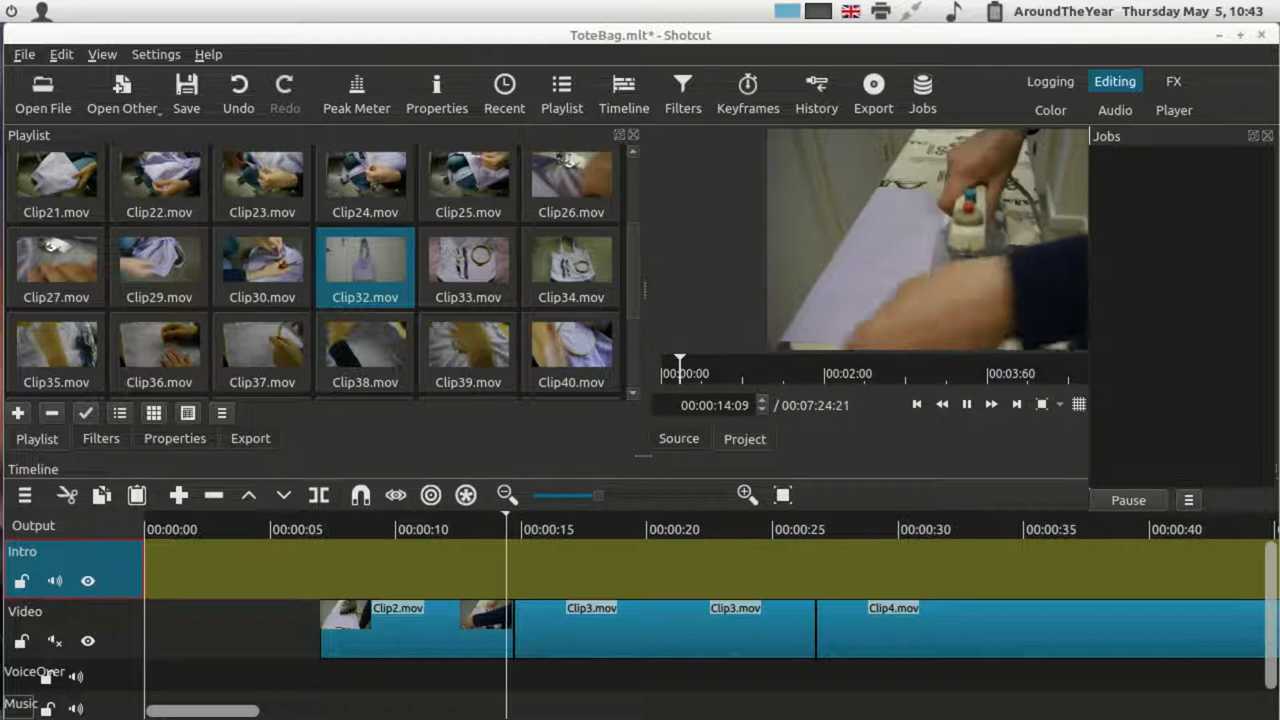 AroundTheYear Thursday May 5, 10:43
ToteBag.mlt* - Shotcut
File Edit View Settings Help
Open File Open Other Save Undo Redo Peak Meter Properties Recent Playlist Timeline Filters Keyframes History Export Jobs
Logging Editing FX
Color Audio Player
Playlist
Jobs
Clip21.mov Clip22.mov Clip23.mov Clip24.mov Clip25.mov Clip26.mov
Clip27.mov Clip29.mov Clip30.mov Clip32.mov Clip33.mov Clip34.mov
Clip35.mov Clip36.mov Clip37.mov Clip38.mov Clip39.mov Clip40.mov
00:00:00 00:02:00 00:03:60
00:00:14:09 / 00:07:24:21
Playlist Filters Properties Export
Source Project
Timeline
Pause
Output 00:00:00 00:00:05 00:00:10 00:00:15 00:00:20 00:00:25 00:00:30 00:00:35 00:00:40
Intro
Video
Clip2.mov Clip3.mov Clip3.mov Clip4.mov
VoiceOver
Music